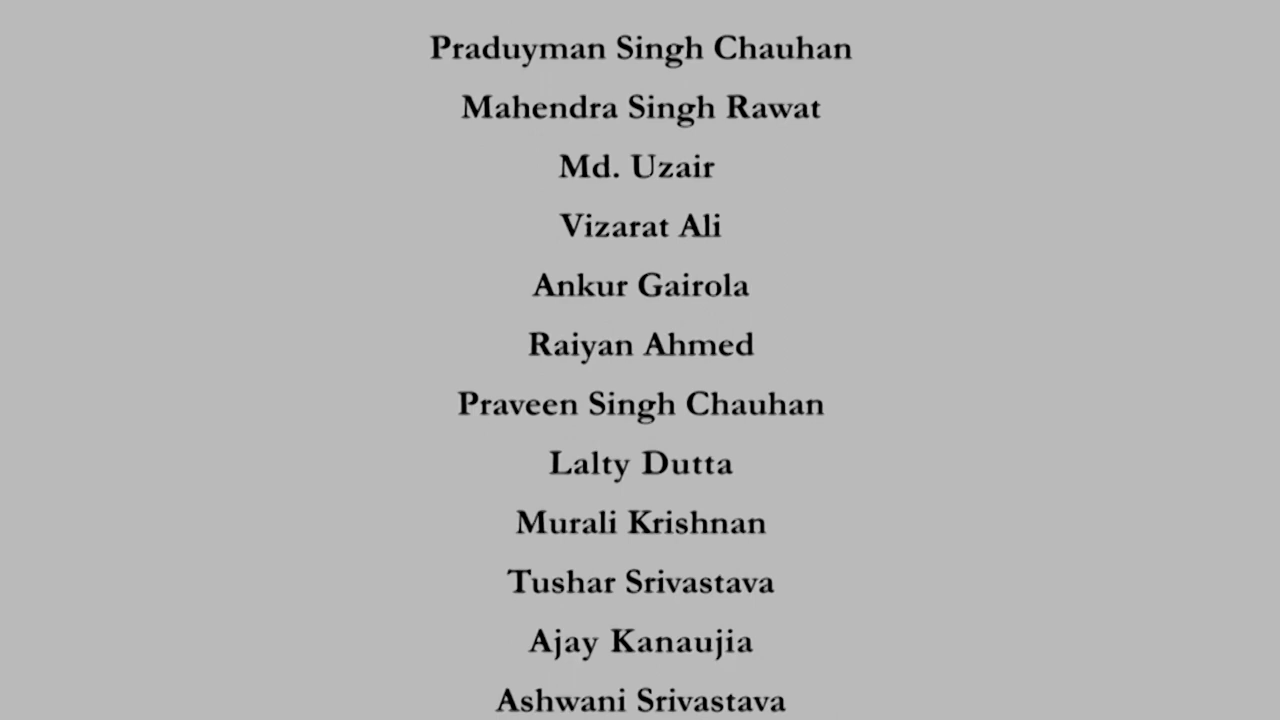 Praduyman Singh Chauhan
Mahendra Singh Rawat
Md. Uzair
Vizarat Ali
Ankur Gairola
Raiyan Ahmed
Praveen Singh Chauhan
Lalty Dutta
Murali Krishnan
Tushar Srivastava
Ajay Kanaujia
Ashwani Srivastava